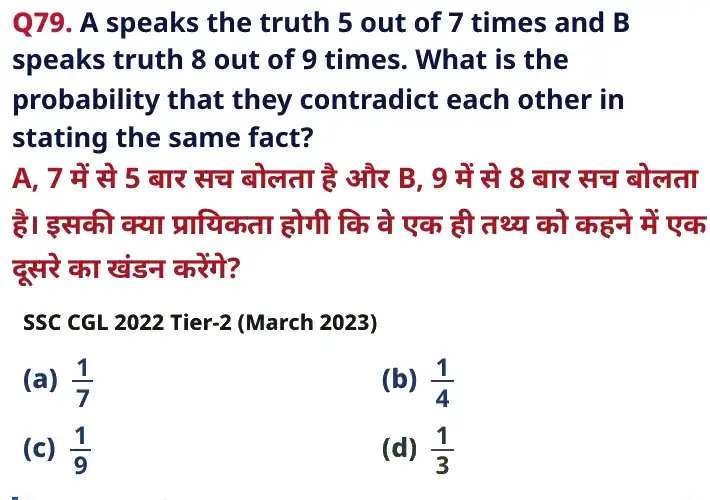 Q79. A speaks the truth 5 out of 7 times and B
speaks truth 8 out of 9 times. What is the
probability that they contradict each other in
stating the same fact?
A, 7 में से 5 बार सच बोलता है और B, 9 में से 8 बार सच बोलता
है। इसकी क्या प्रायिकता होगी कि वे एक ही तथ्य को कहने में एक
दूसरे का खंडन करेंगे?
SSC CGL 2022 Tier-2 (March 2023)
(a) 1/7 (b) 1/4
(c) 1/9 (d) 1/3